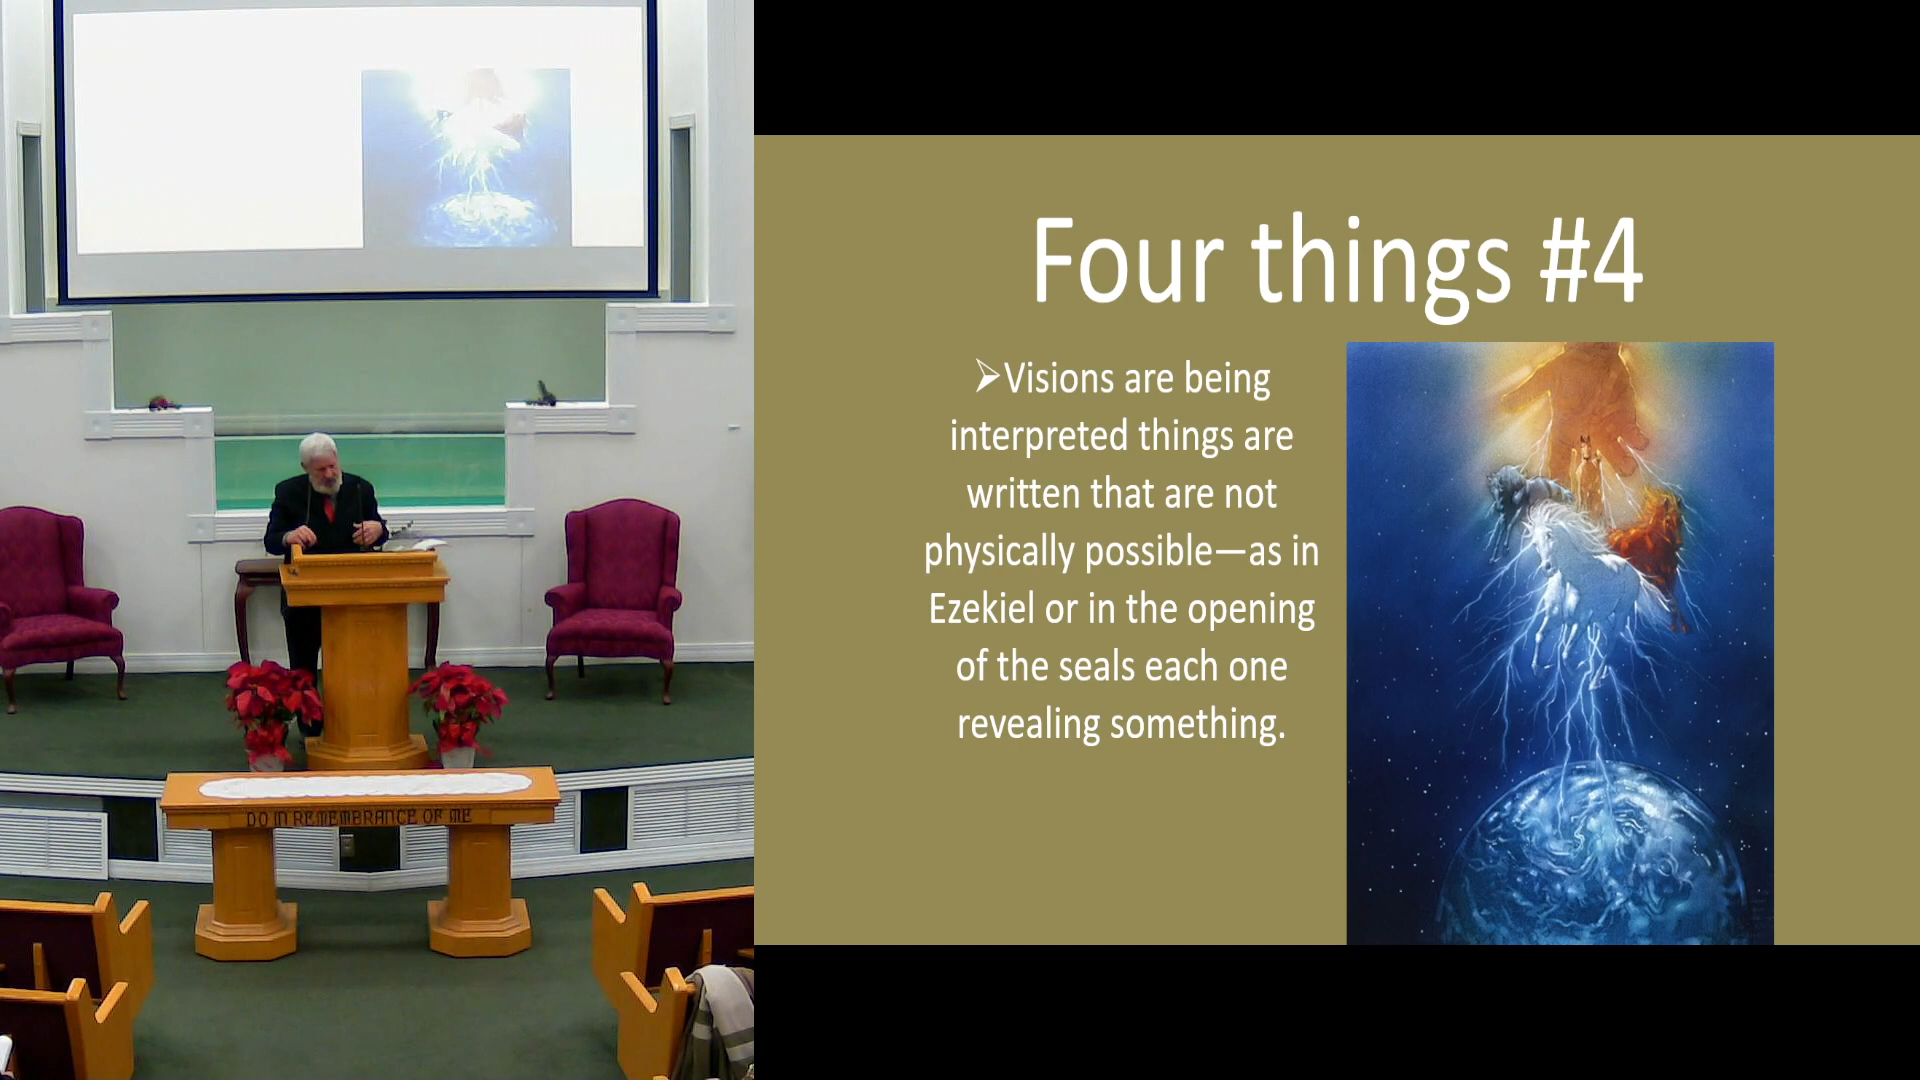 Four things #4
➢Visions are being
interpreted things are
written that are not
physically possible—as in
Ezekiel or in the opening
of the seals each one
revealing something.
DO IN REMEMBRANCE OF ME